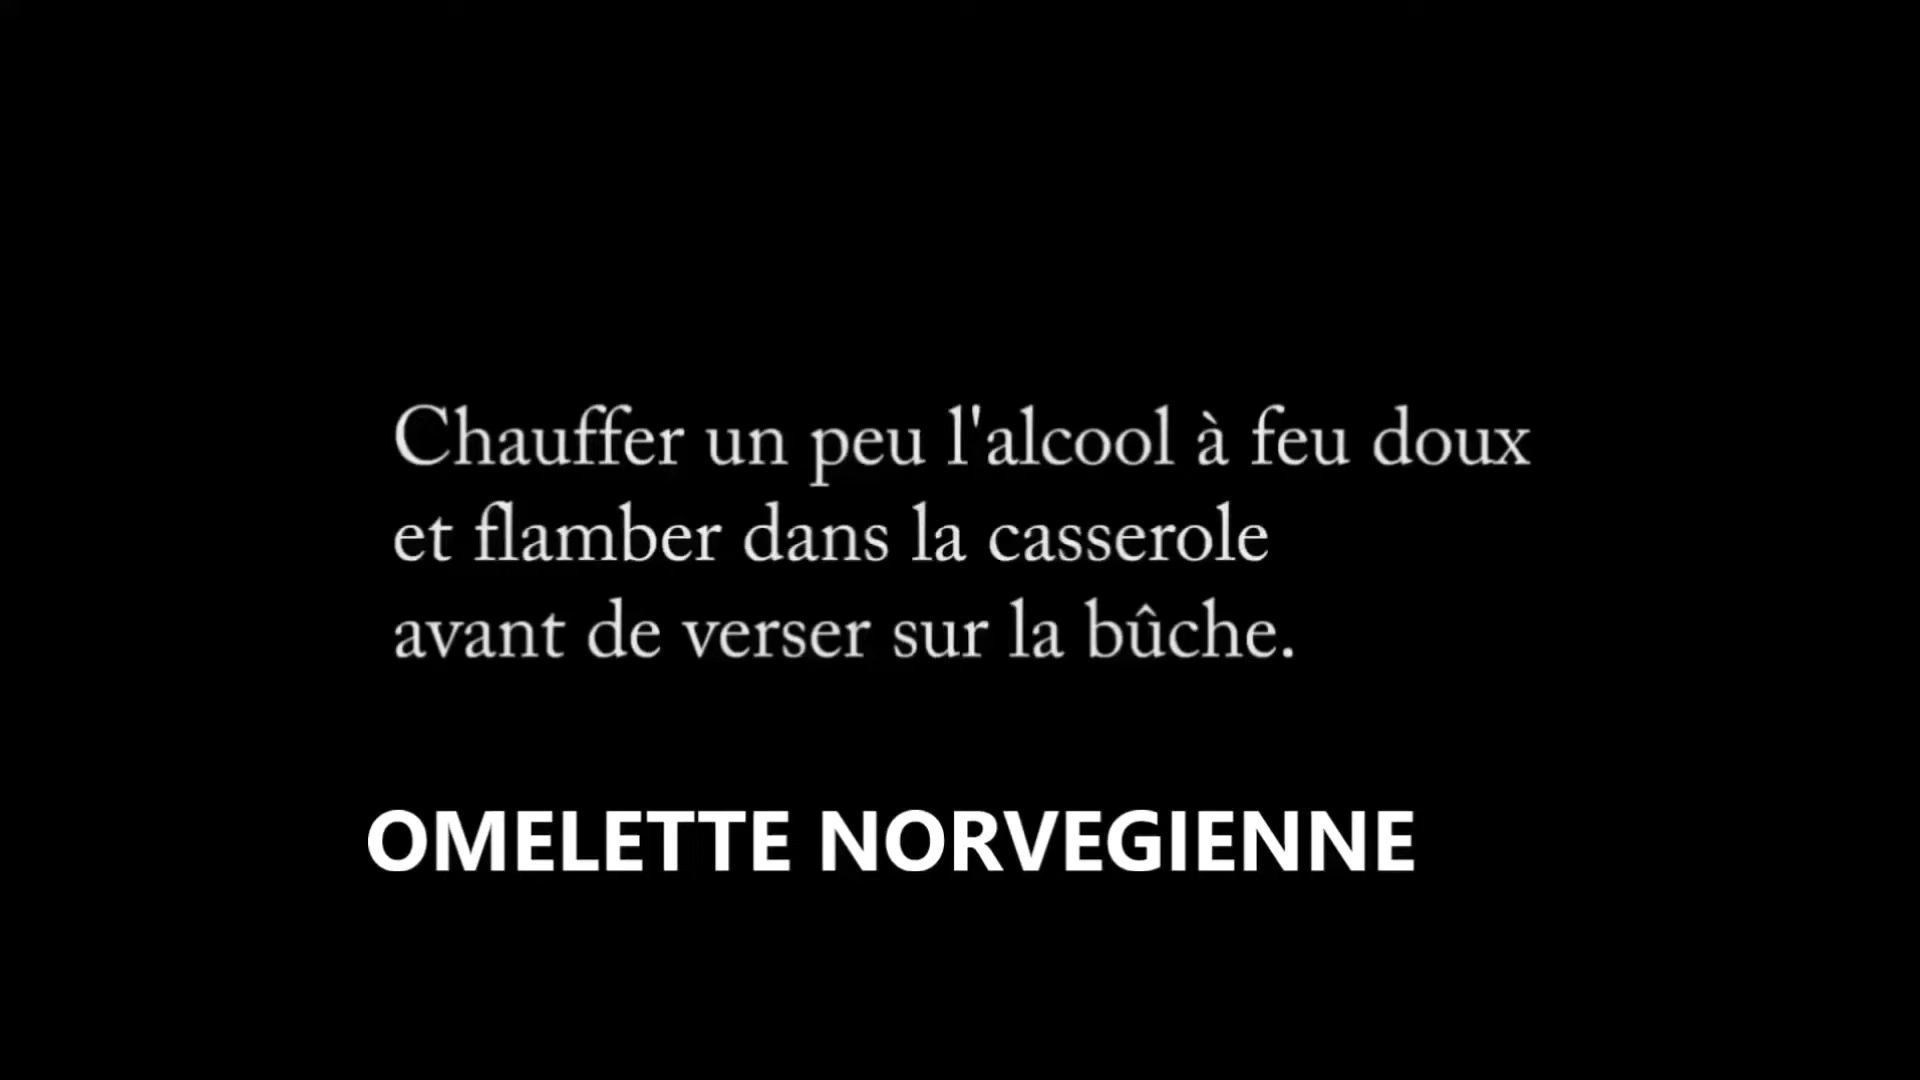 Chauffer un peu l'alcool à feu doux
et flamber dans la casserole
avant de verser sur la bûche.
OMELETTE NORVEGIENNE